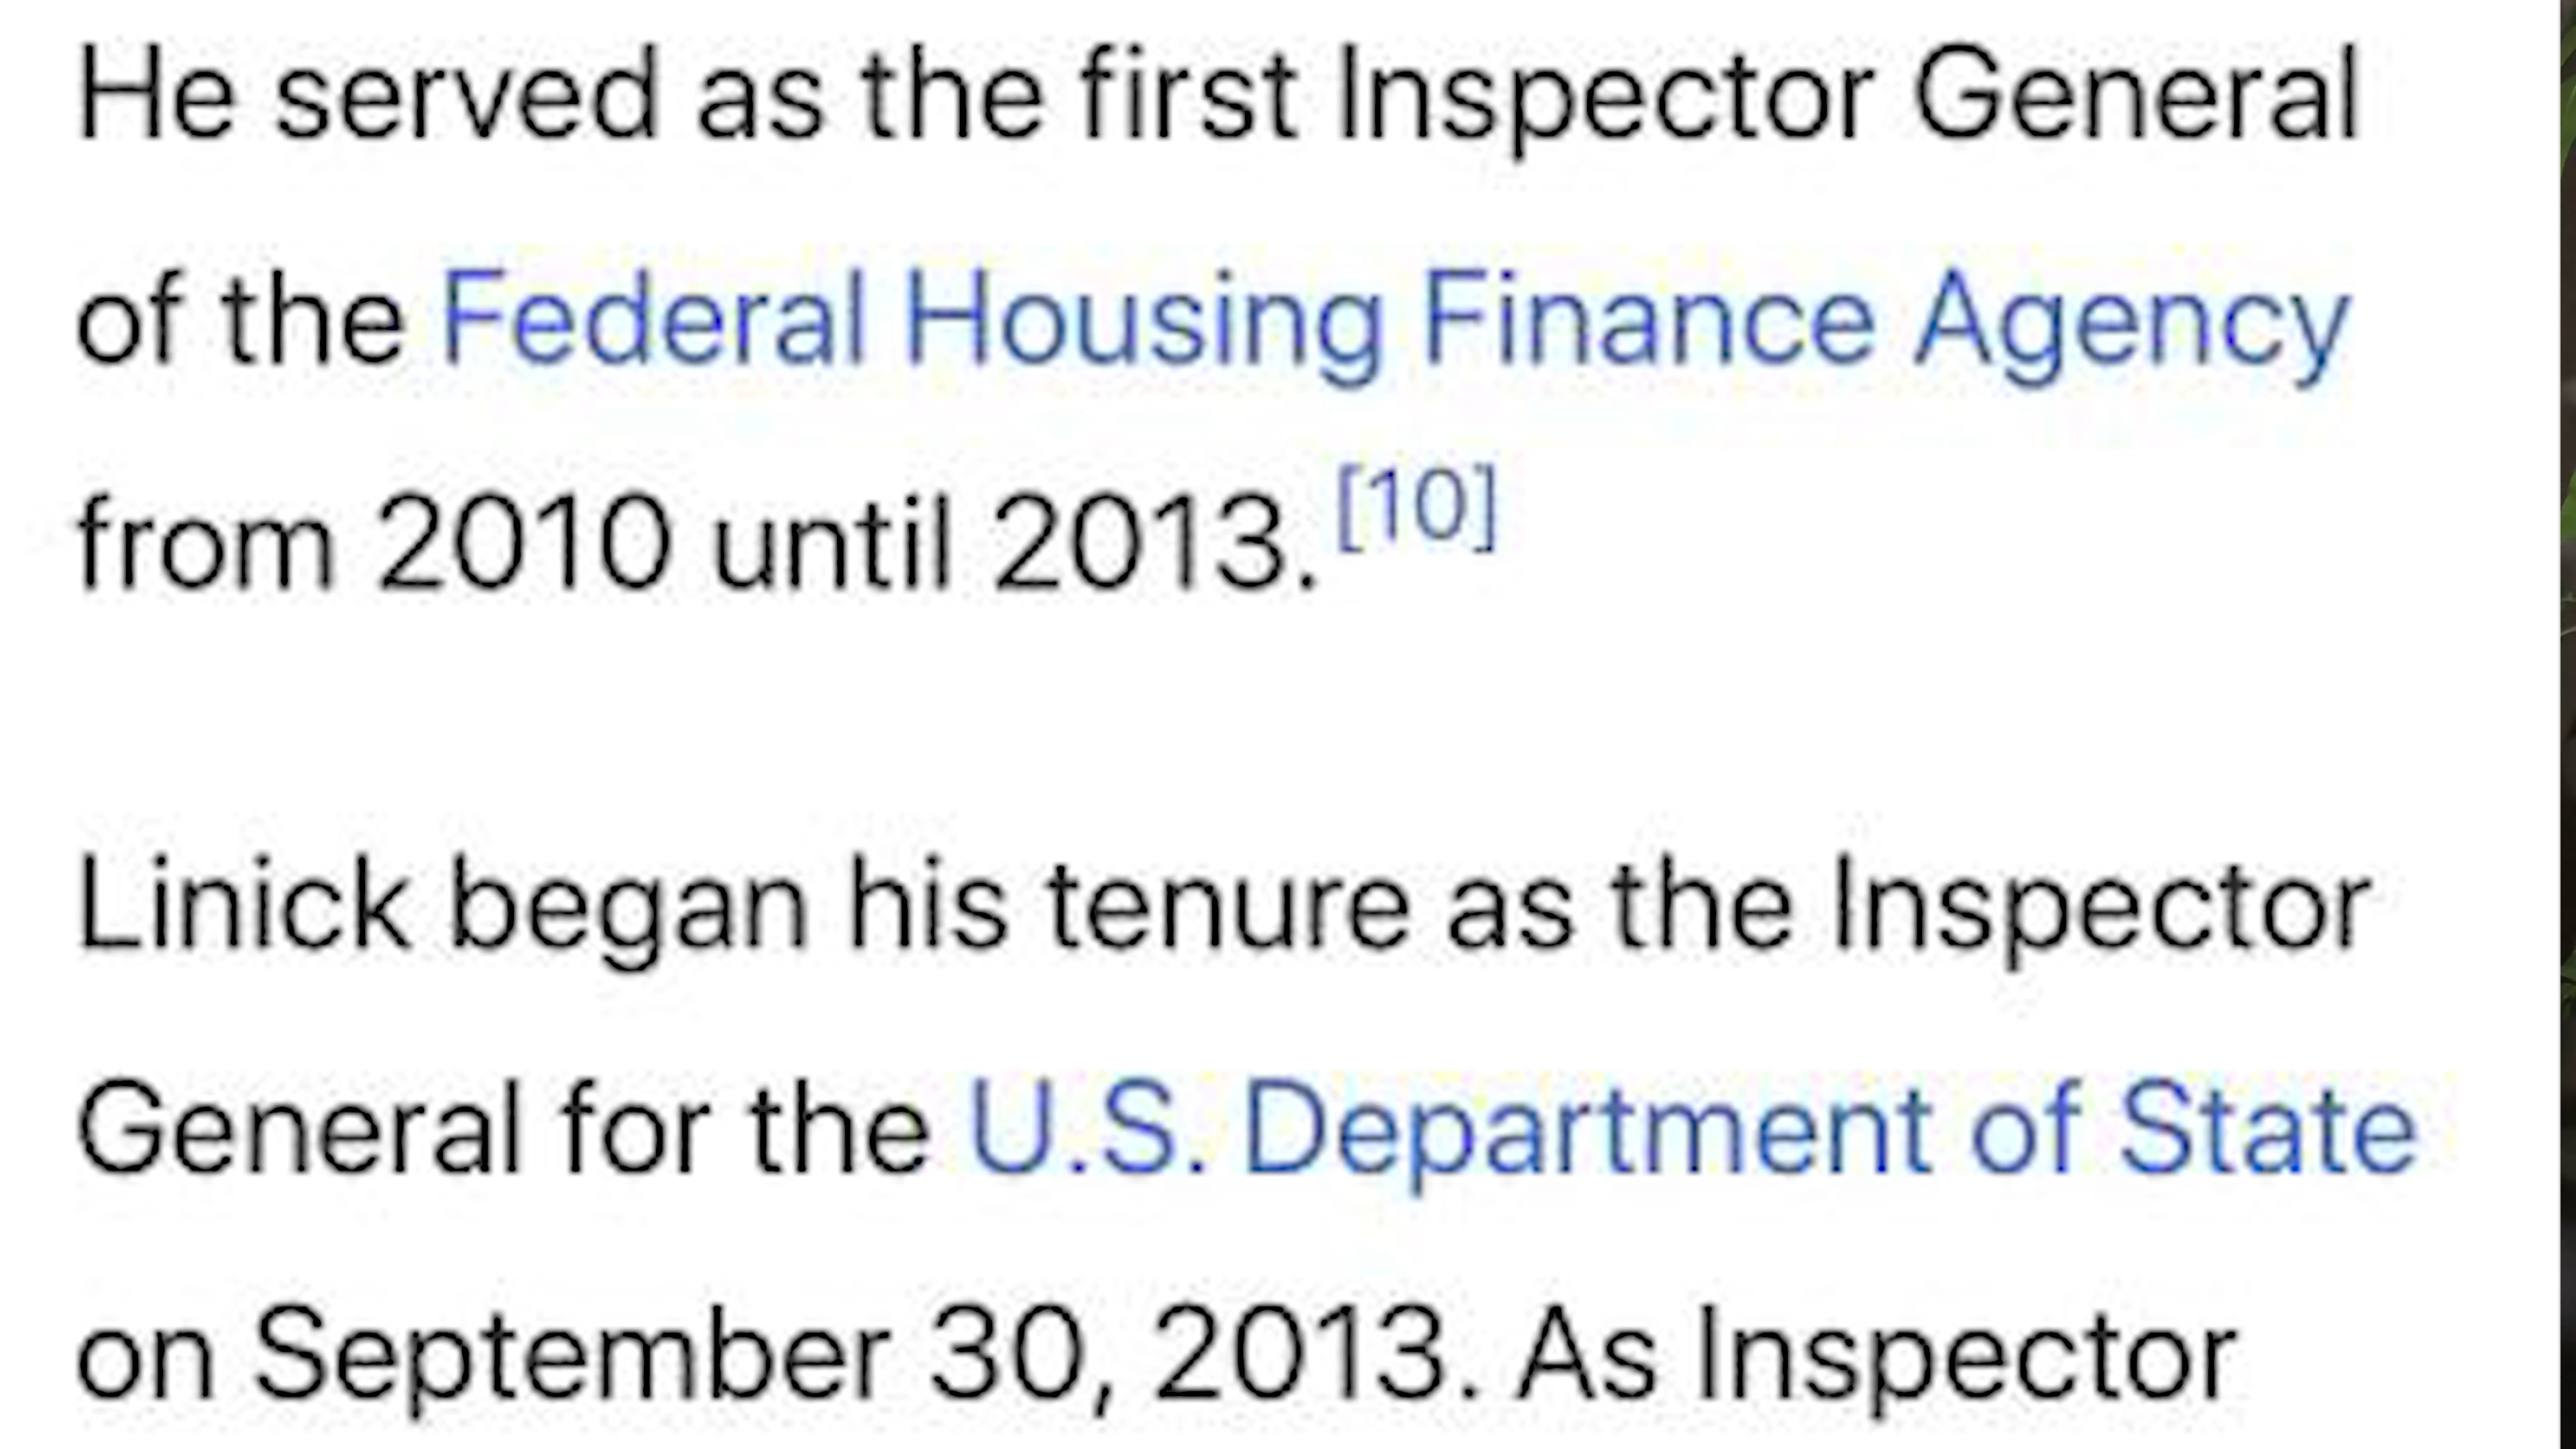 He served as the first Inspector General
of the Federal Housing Finance Agency
from 2010 until 2013.[10]
Linick began his tenure as the Inspector
General for the U.S. Department of State
on September 30, 2013. As Inspector